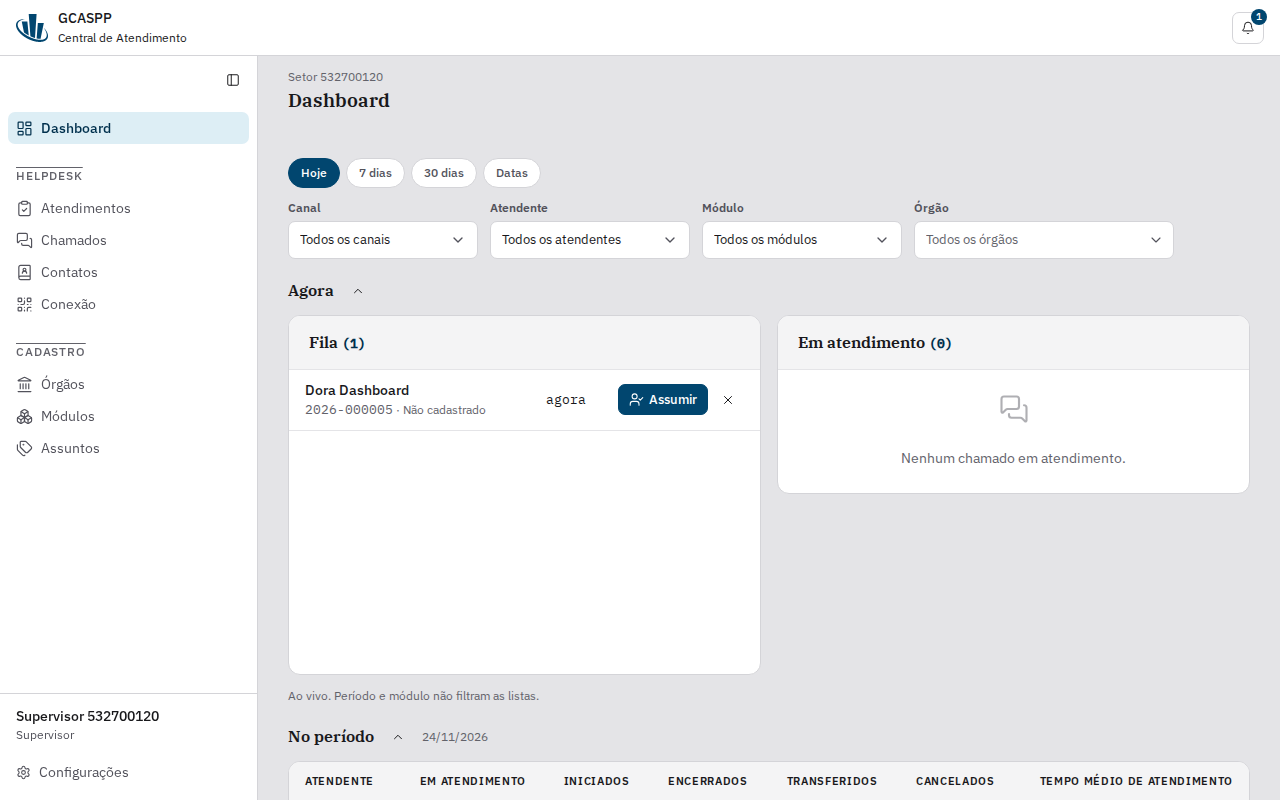 GCASPP
Central de Atendimento
1
Dashboard
HELPDESK
Atendimentos
Chamados
Contatos
Conexão
CADASTRO
Órgãos
Módulos
Assuntos
Supervisor 532700120
Supervisor
Configurações
Setor 532700120
Dashboard
Hoje 7 dias 30 dias Datas
Canal Atendente Módulo Órgão
Todos os canais Todos os atendentes Todos os módulos Todos os órgãos
Agora
Fila (1)
Dora Dashboard
2026-000005 · Não cadastrado
agora
Assumir
Em atendimento (0)
Nenhum chamado em atendimento.
Ao vivo. Período e módulo não filtram as listas.
No período 24/11/2026
ATENDENTE EM ATENDIMENTO INICIADOS ENCERRADOS TRANSFERIDOS CANCELADOS TEMPO MÉDIO DE ATENDIMENTO